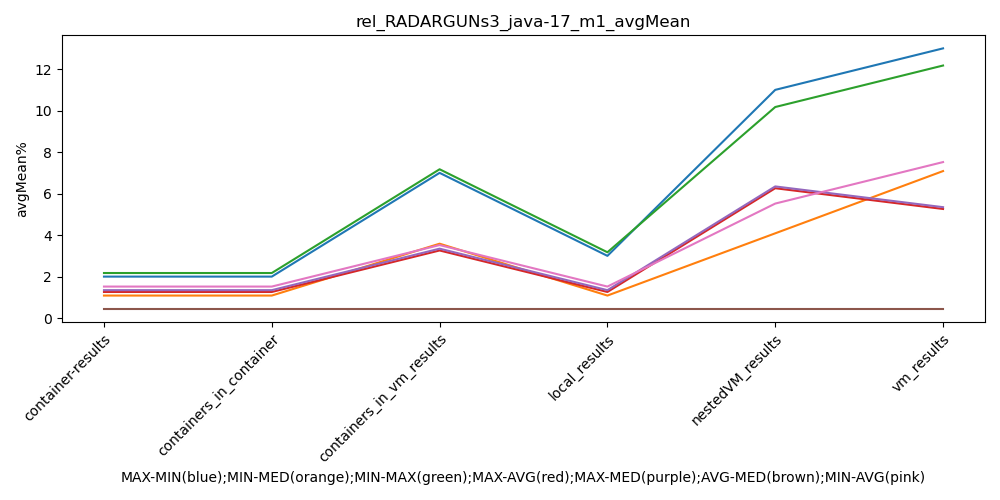 rel_RADARGUNs3_java-17_m1_avgMean
avgMean%
12
10
8
6
4
2
0
container-results
containers_in_container
containers_in_vm_results
local_results
nestedVM_results
vm_results
MAX-MIN(blue);MIN-MED(orange);MIN-MAX(green);MAX-AVG(red);MAX-MED(purple);AVG-MED(brown);MIN-AVG(pink)